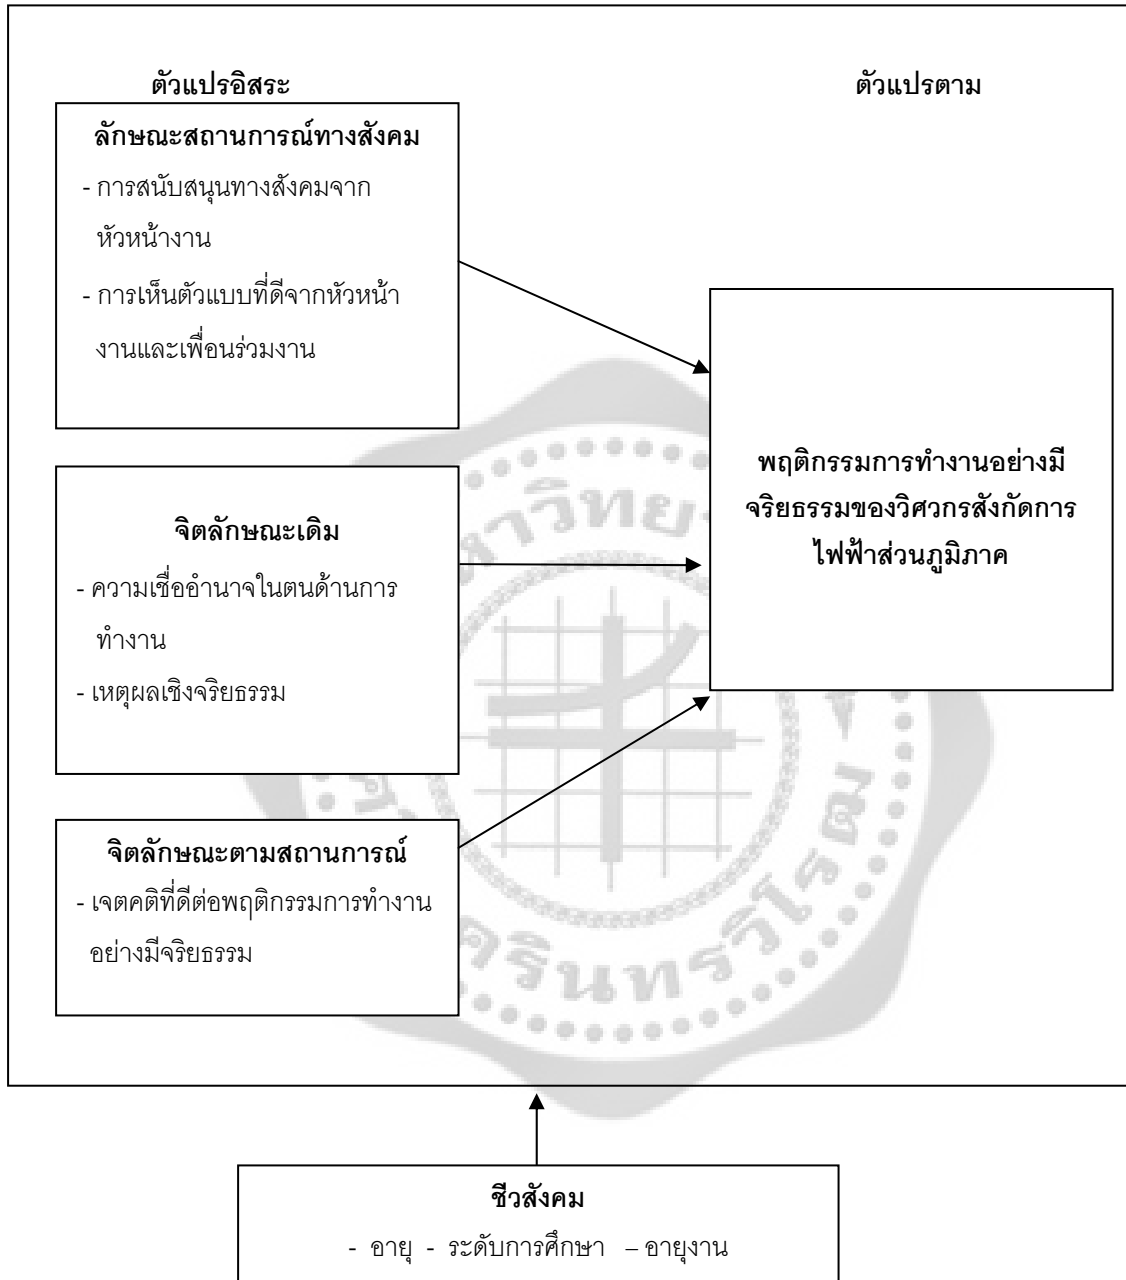 ตัวแปรอิสระ
ตัวแปรตาม
ลักษณะสถานการณ์ทางสังคม
- การสนับสนุนทางสังคมจาก
หัวหน้างาน
- การเห็นตัวแบบที่ดีจากหัวหน้า
งานและเพื่อนร่วมงาน
จิตลักษณะเดิม
- ความเชื่ออำนาจในตนด้านการ
ทำงาน
- เหตุผลเชิงจริยธรรม
จิตลักษณะตามสถานการณ์
- เจตคติที่ดีต่อพฤติกรรมการทำงาน
อย่างมีจริยธรรม
พฤติกรรมการทำงานอย่างมี
จริยธรรมของวิศวกรสังกัดการ
ไฟฟ้าส่วนภูมิภาค
ชีวสังคม
- อายุ - ระดับการศึกษา – อายุงาน